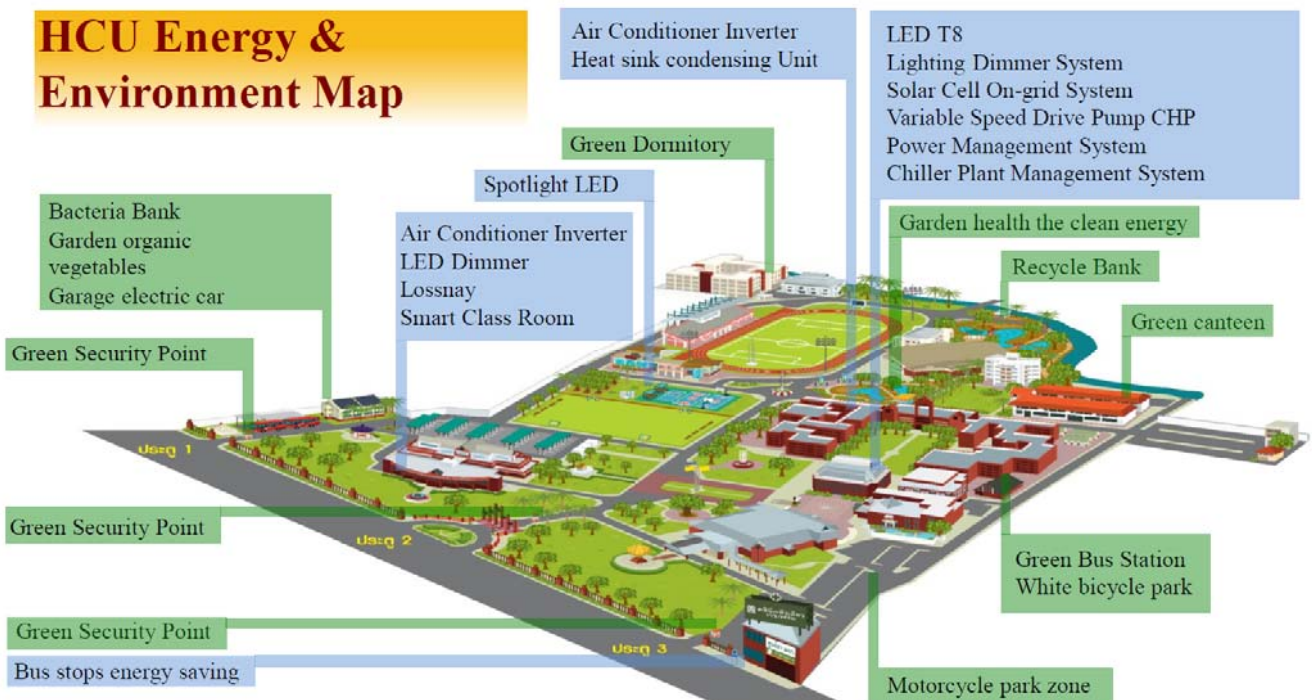 HCU Energy &
Environment Map
Air Conditioner Inverter
Heat sink condensing Unit
LED T8
Lighting Dimmer System
Solar Cell On-grid System
Variable Speed Drive Pump CHP
Power Management System
Chiller Plant Management System
Green Dormitory
Spotlight LED
Bacteria Bank
Garden organic
vegetables
Garage electric car
Air Conditioner Inverter
LED Dimmer
Lossnay
Smart Class Room
Garden health the clean energy
Recycle Bank
Green canteen
Green Security Point
ประตู 1
Green Security Point
ประตู 2
Green Bus Station
White bicycle park
Green Security Point
ประตู 3
Bus stops energy saving
Motorcycle park zone